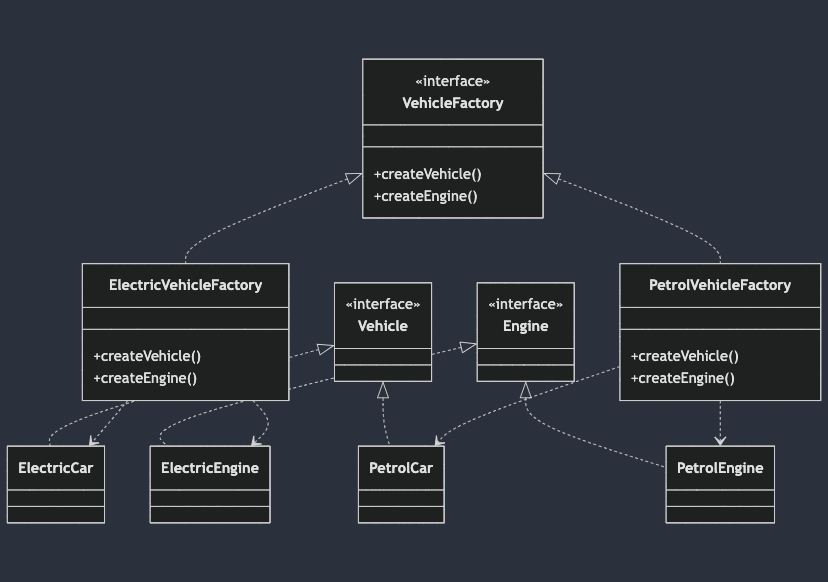 «interface»
VehicleFactory
+createVehicle()
+createEngine()
ElectricVehicleFactory
+createVehicle()
+createEngine()
«interface»
Vehicle
«interface»
Engine
PetrolVehicleFactory
+createVehicle()
+createEngine()
ElectricCar
ElectricEngine
PetrolCar
PetrolEngine